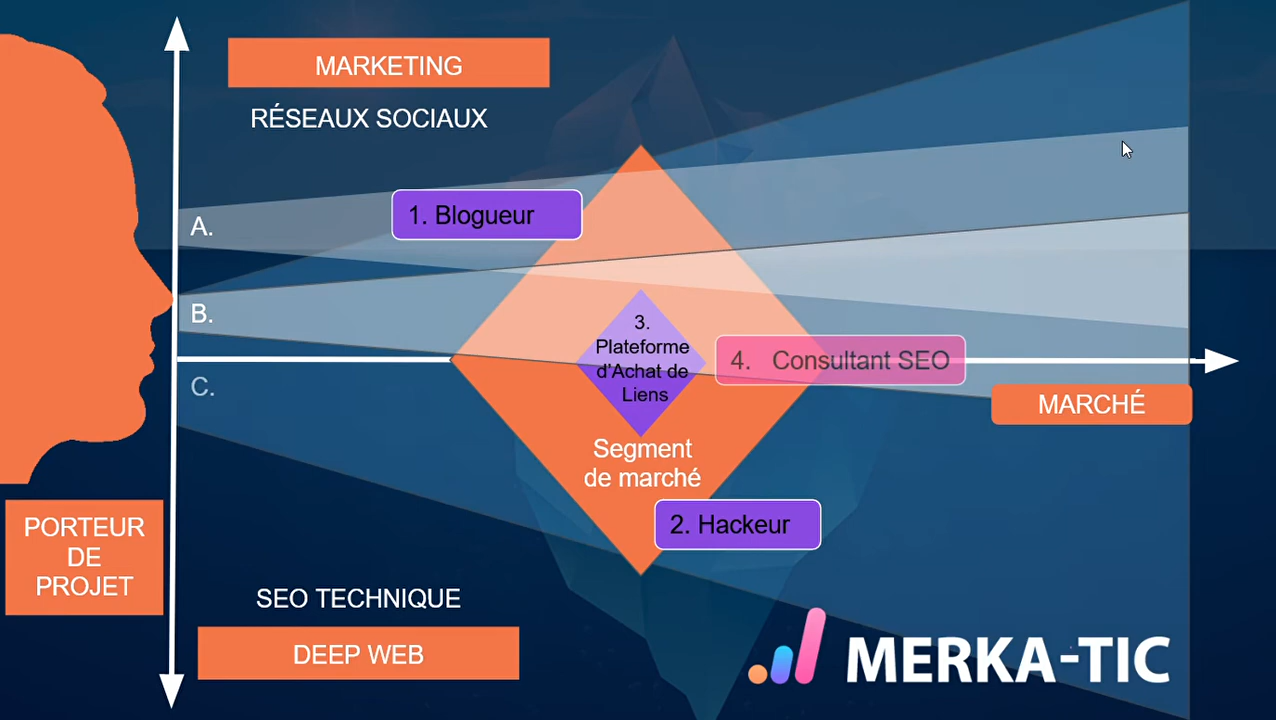 MARKETING
RÉSEAUX SOCIAUX
A.
1. Blogueur
B.
3.
Plateforme
d'Achat de
Liens
4. Consultant SEO
C.
MARCHÉ
Segment
de marché
2. Hackeur
PORTEUR
DE
PROJET
SEO TECHNIQUE
DEEP WEB
MERKA-TIC